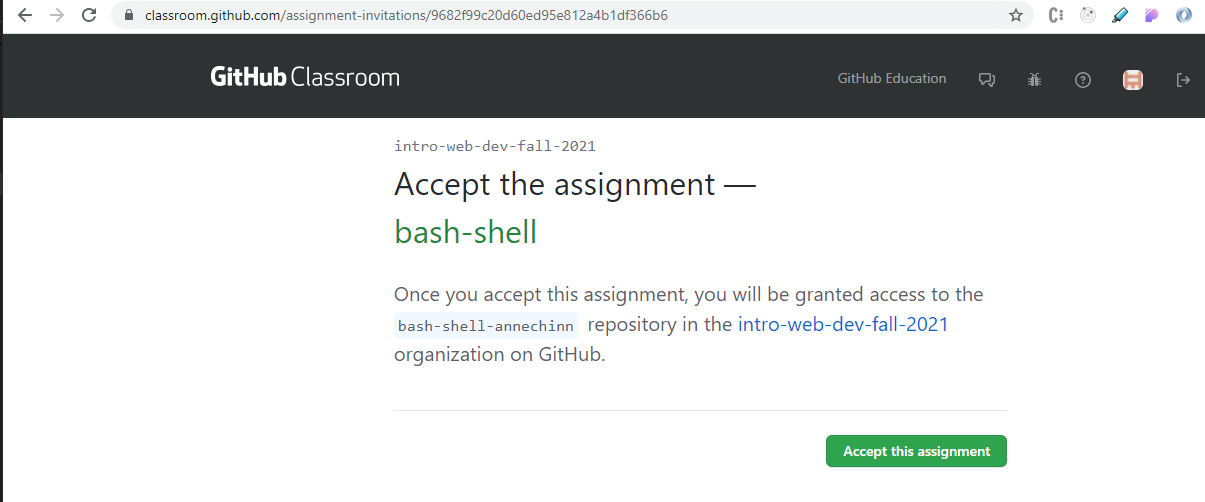 classroom.github.com/assignment-invitations/9682f99c20d60ed95e812a4b1df366b6
GitHub Classroom
GitHub Education
intro-web-dev-fall-2021
Accept the assignment —
bash-shell
Once you accept this assignment, you will be granted access to the
bash-shell-annechinn repository in the intro-web-dev-fall-2021
organization on GitHub.
Accept this assignment